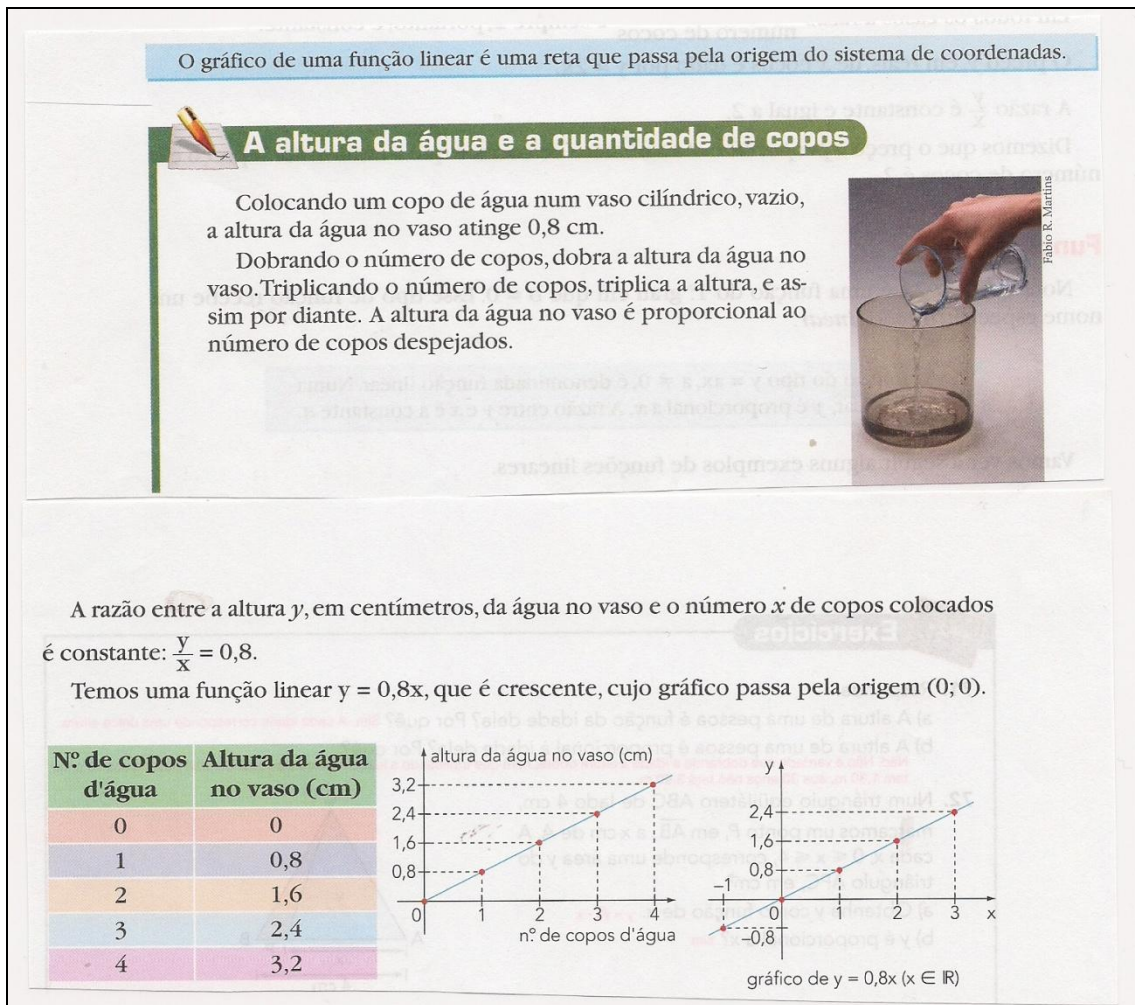 número de copos
O gráfico de uma função linear é uma reta que passa pela origem do sistema de coordenadas.
A altura da água e a quantidade de copos
Colocando um copo de água num vaso cilíndrico, vazio,
a altura da água no vaso atinge 0,8 cm.
Dobrando o número de copos, dobra a altura da água no
vaso. Triplicando o número de copos, triplica a altura, e as-
sim por diante. A altura da água no vaso é proporcional ao
número de copos despejados.
Fabio R. Martins
A razão entre a altura y, em centímetros, da água no vaso e o número x de copos colocados
é constante: y/x = 0,8.
Temos uma função linear y = 0,8x, que é crescente, cujo gráfico passa pela origem (0; 0).
Nº de copos d'água Altura da água no vaso (cm)
0 0
1 0,8
2 1,6
3 2,4
4 3,2
altura da água no vaso (cm)
3,2
2,4
1,6
0,8
0 1 2 3 4
n.º de copos d'água
y
2,4
1,6
0,8
-1 0 1 2 3 x
-0,8
gráfico de y = 0,8x (x ∈ ℝ)